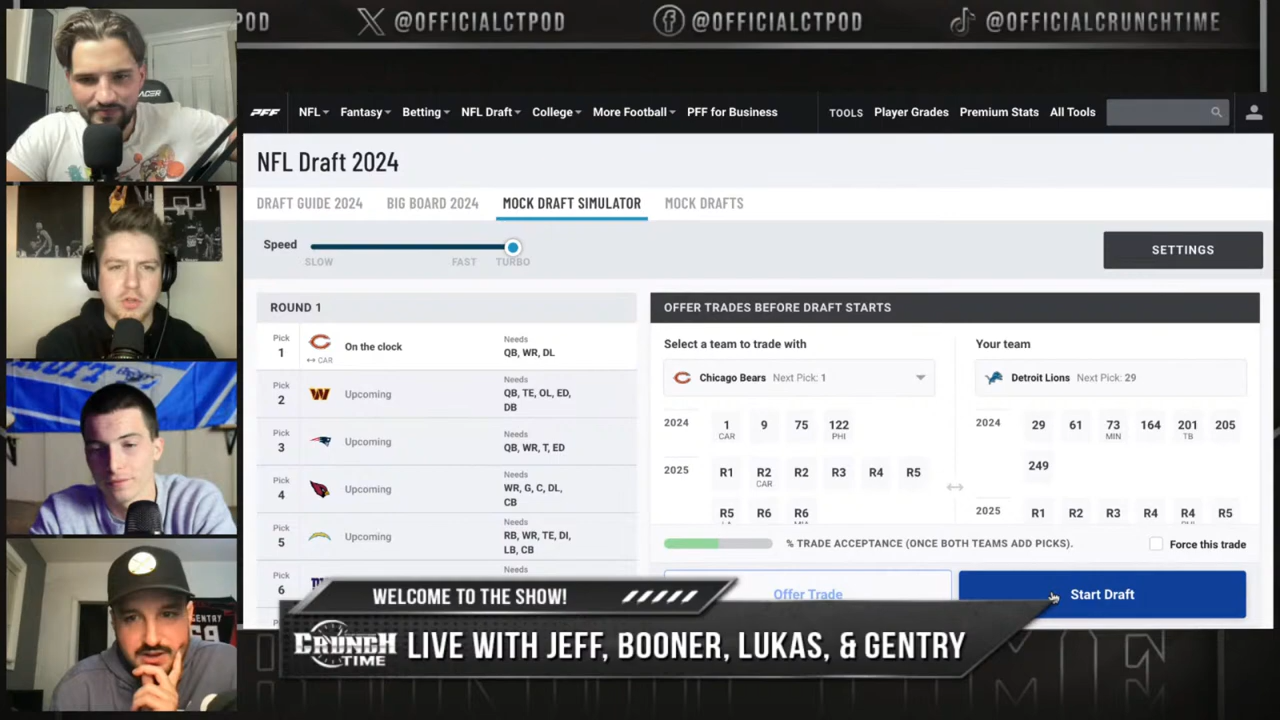 POD
@OFFICIALCTPOD
@OFFICIALCTPOD
@OFFICIALCRUNCHTIME
PFF
NFL
Fantasy
Betting
NFL Draft
College
More Football
PFF for Business
TOOLS
Player Grades
Premium Stats
All Tools
NFL Draft 2024
DRAFT GUIDE 2024
BIG BOARD 2024
MOCK DRAFT SIMULATOR
MOCK DRAFTS
Speed
SLOW
FAST
TURBO
SETTINGS
ROUND 1
Pick
1
CAR
On the clock
Needs
QB, WR, DL
Pick
2
Upcoming
Needs
QB, TE, OL, ED,
DB
Pick
3
Upcoming
Needs
QB, WR, T, ED
Pick
4
Upcoming
Needs
WR, G, C, DL,
CB
Pick
5
Upcoming
Needs
RB, WR, TE, DI,
LB, CB
Pick
6
Needs
OFFER TRADES BEFORE DRAFT STARTS
Select a team to trade with
Chicago Bears Next Pick: 1
2024
1 9 75 122
CAR PHI
2025
R1 R2 R2 R3 R4 R5
CAR
R5 R6 R6
Your team
Detroit Lions Next Pick: 29
2024
29 61 73 164 201 205
MIN TB
249
2025
R1 R2 R3 R4 R4 R5
% TRADE ACCEPTANCE (ONCE BOTH TEAMS ADD PICKS).
Force this trade
Offer Trade
Start Draft
WELCOME TO THE SHOW!
CRUNCH
TIME
LIVE WITH JEFF, BOONER, LUKAS, & GENTRY
ACER
GENTRY